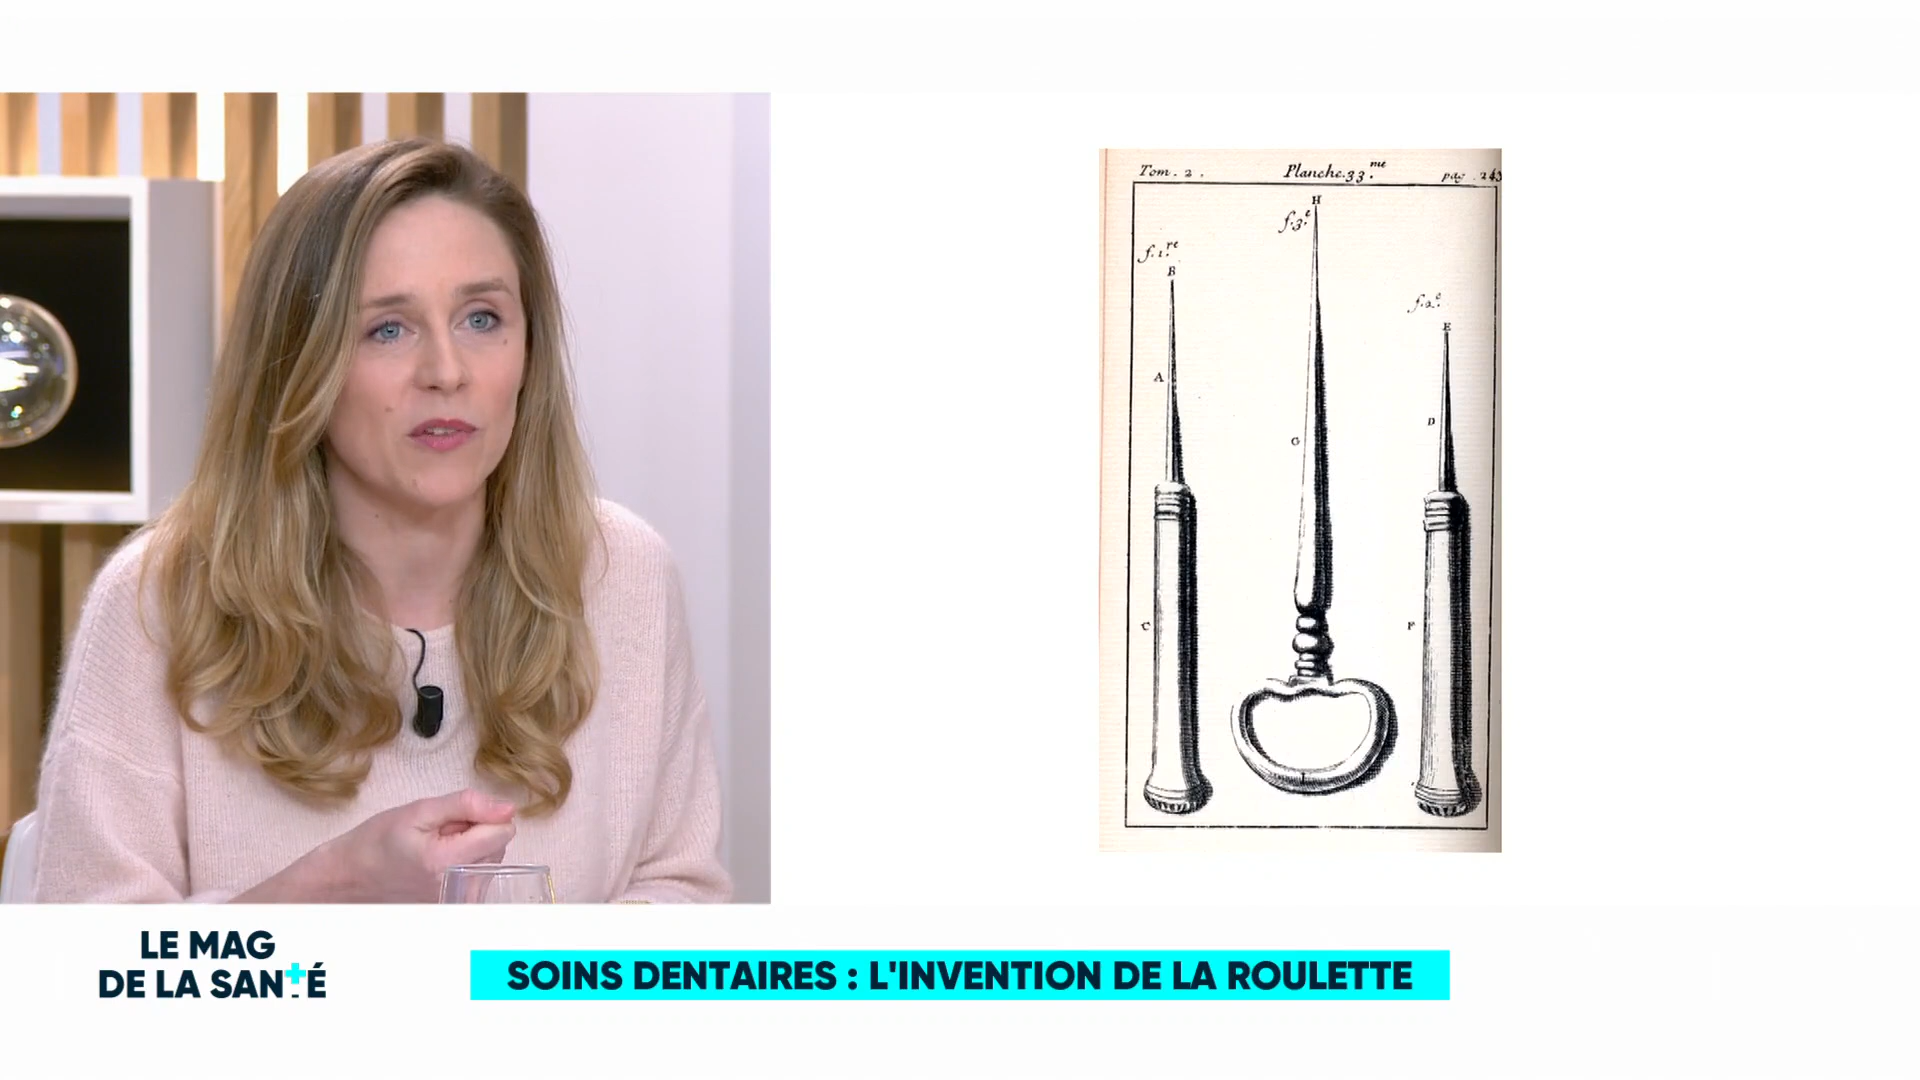 Tom. 2. Planche.33.me pag. 243
H
f.3.e
f.1.re
B
f.2.e
E
A
D
G
C
F
I
LE MAG
DE LA SANTÉ
SOINS DENTAIRES : L'INVENTION DE LA ROULETTE